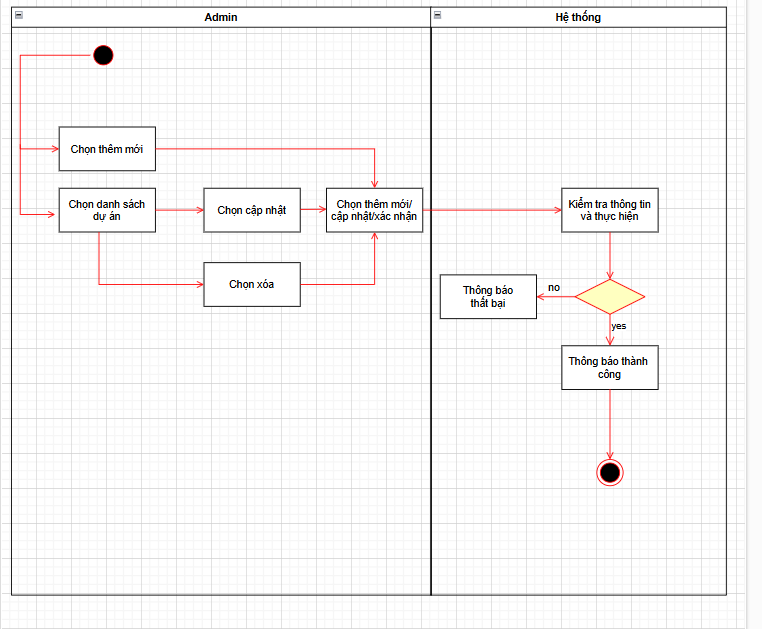 Admin
Hệ thống
Chọn thêm mới
Chọn danh sách
dự án
Chọn cập nhật
Chọn thêm mới/
cập nhật/xác nhận
Kiểm tra thông tin
và thực hiện
Chọn xóa
Thông báo
thất bại
no
yes
Thông báo thành
công